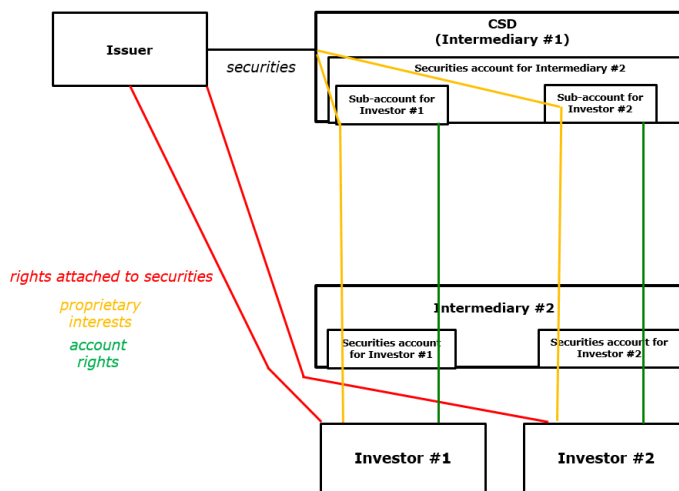 Issuer
securities
CSD
(Intermediary #1)
Securities account for Intermediary #2
Sub-account for
Investor #1
Sub-account for
Investor #2
rights attached to securities
proprietary
interests
account
rights
Intermediary #2
Securities account
for Investor #1
Securities account for
Investor #2
Investor #1
Investor #2